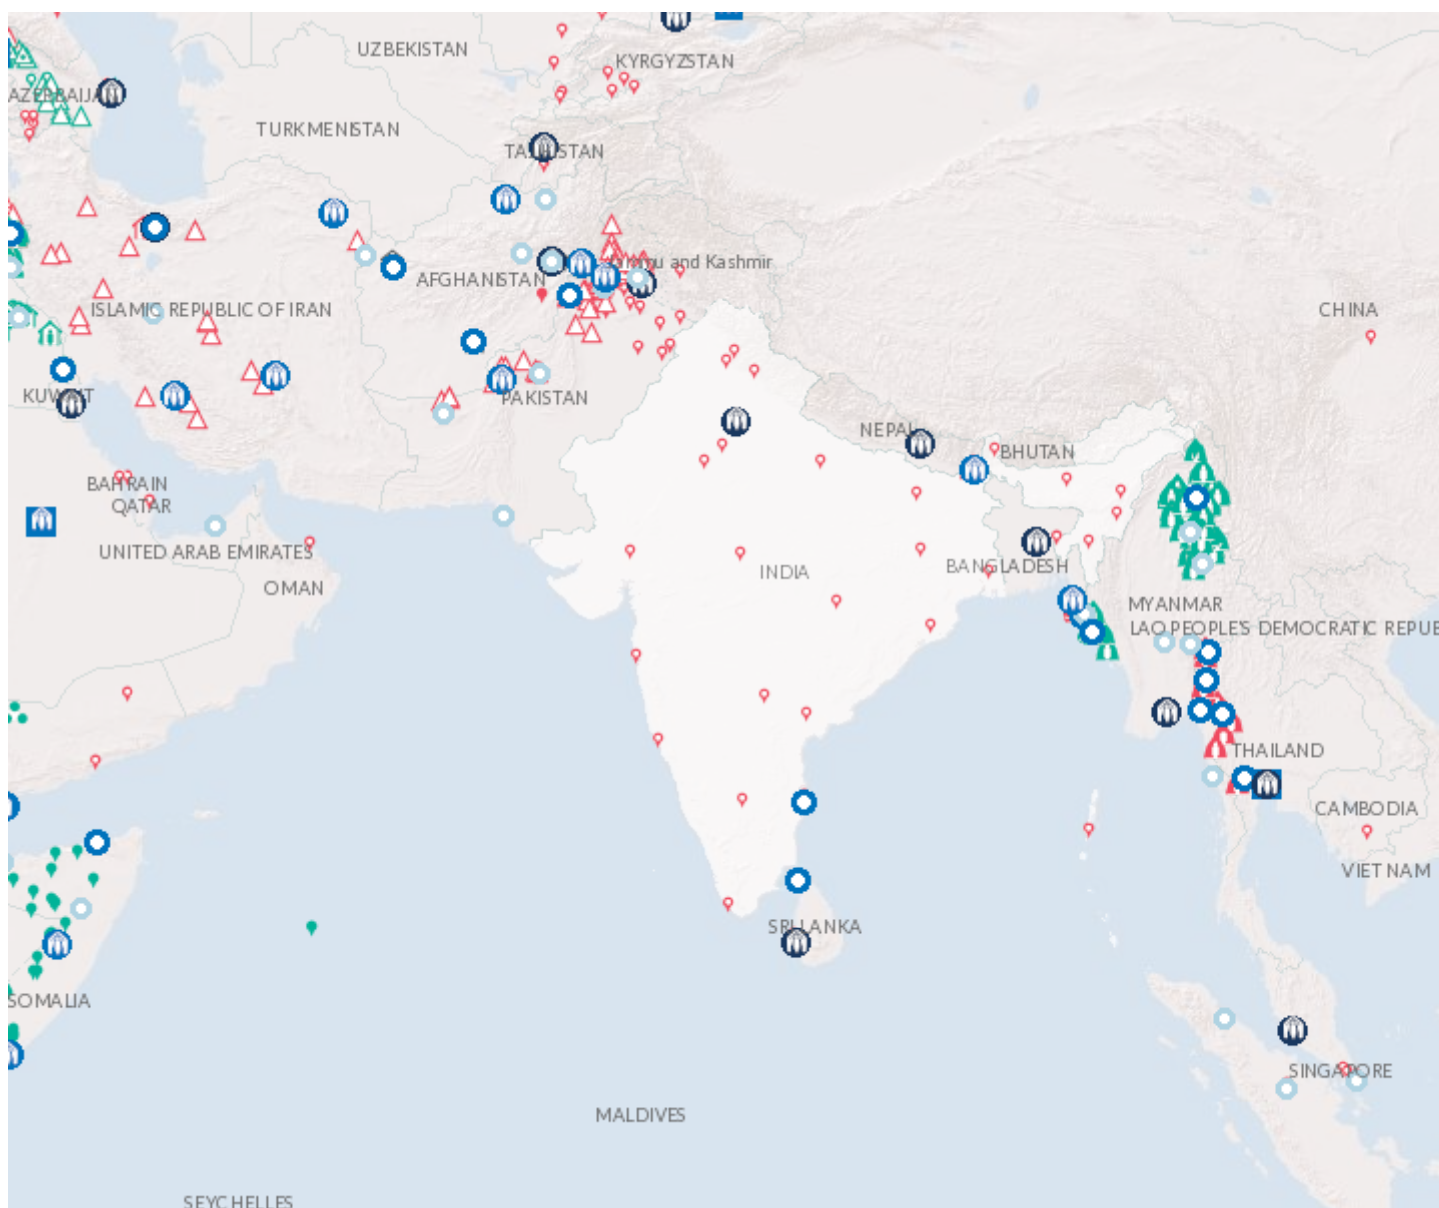 UZBEKISTAN
KYRGYZSTAN
AZERBAIJAN
TURKMENISTAN
TAJIKISTAN
Jammu and Kashmir
AFGHANISTAN
ISLAMIC REPUBLIC OF IRAN
CHINA
KUWAIT
PAKISTAN
NEPAL
BHUTAN
BAHRAIN
QATAR
UNITED ARAB EMIRATES
BANGLADESH
INDIA
OMAN
MYANMAR
LAO PEOPLE'S DEMOCRATIC REPUB
THAILAND
CAMBODIA
VIET NAM
SRI LANKA
SOMALIA
SINGAPORE
MALDIVES
SEYCHELLES